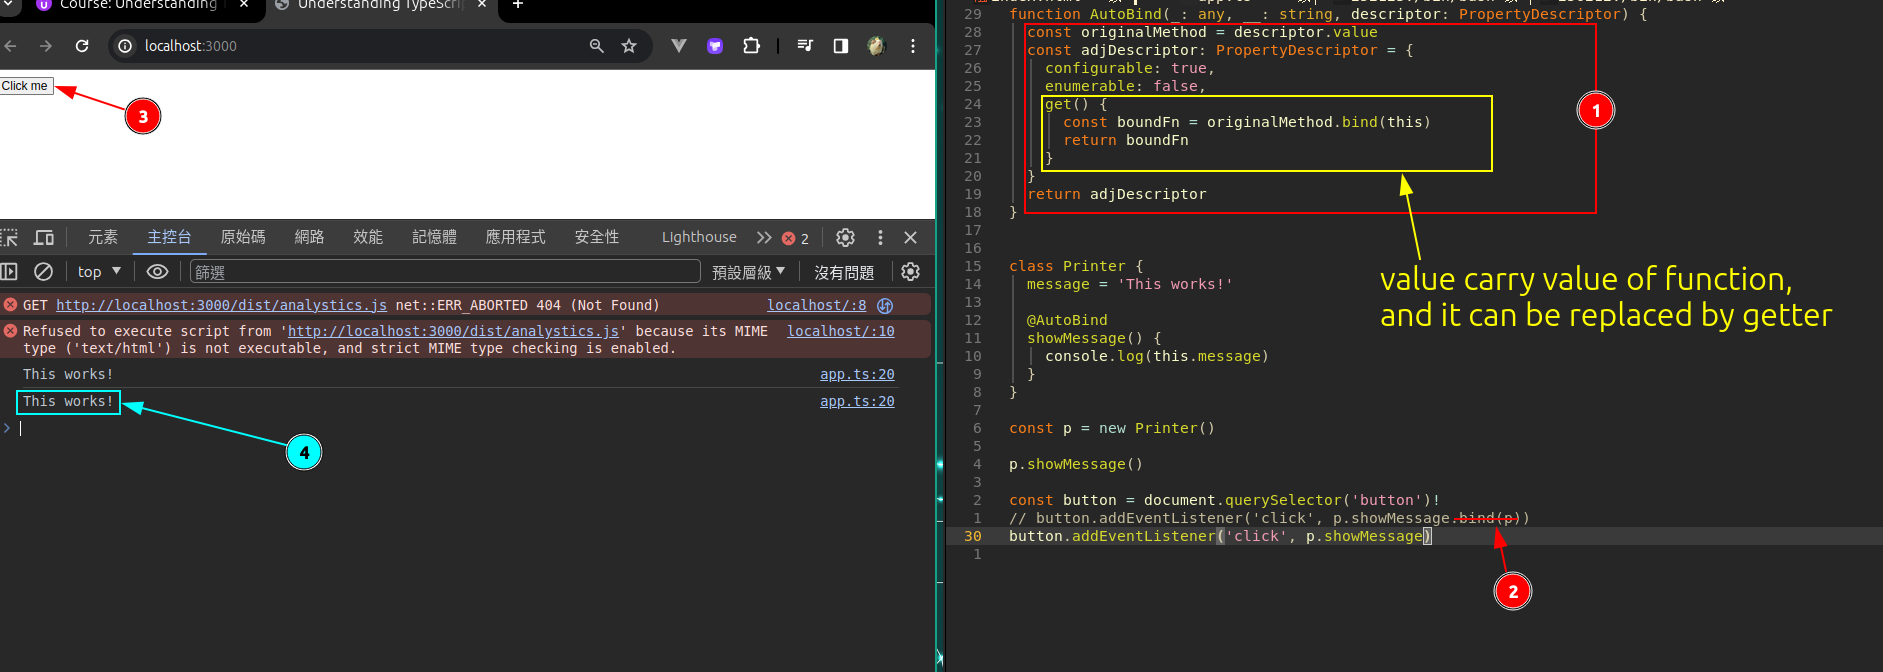 Course: Understanding
Understanding TypeScrip
localhost:3000
Click me
3
元素 主控台 原始碼 網路 效能 記憶體 應用程式 安全性 Lighthouse 2
top 篩選 預設層級 沒有問題
GET http://localhost:3000/dist/analystics.js net::ERR_ABORTED 404 (Not Found) localhost/:8
Refused to execute script from 'http://localhost:3000/dist/analystics.js' because its MIME localhost/:10
type ('text/html') is not executable, and strict MIME type checking is enabled.
This works! app.ts:20
This works! app.ts:20
>
4
29 function AutoBind(_: any, __: string, descriptor: PropertyDescriptor) {
28 const originalMethod = descriptor.value
27 const adjDescriptor: PropertyDescriptor = {
26 configurable: true,
25 enumerable: false,
24 get() {
23 const boundFn = originalMethod.bind(this)
22 return boundFn
21 }
20 }
19 return adjDescriptor
18 }
17
16
15 class Printer {
14 message = 'This works!'
13
12 @AutoBind
11 showMessage() {
10 console.log(this.message)
9 }
8 }
7
6 const p = new Printer()
5
4 p.showMessage()
3
2 const button = document.querySelector('button')!
1 // button.addEventListener('click', p.showMessage.bind(p))
30 button.addEventListener('click', p.showMessage)
1
1
value carry value of function,
and it can be replaced by getter
2